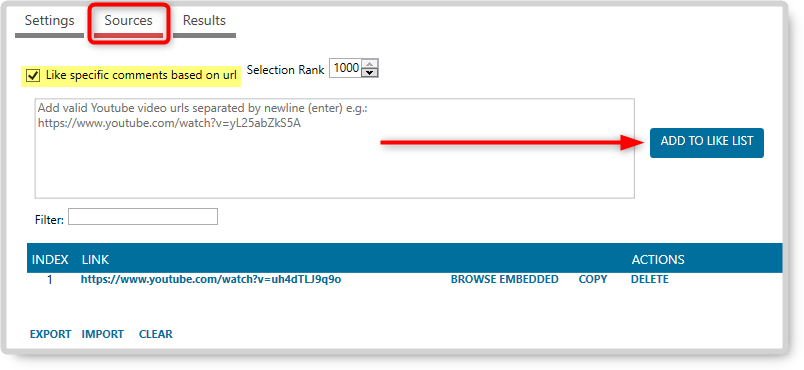 Settings Sources Results
Like specific comments based on url Selection Rank 1000
Add valid Youtube video urls separated by newline (enter) e.g.:
https://www.youtube.com/watch?v=yL25abZkS5A
ADD TO LIKE LIST
Filter:
INDEX LINK ACTIONS
1 https://www.youtube.com/watch?v=uh4dTLJ9q9o BROWSE EMBEDDED COPY DELETE
EXPORT IMPORT CLEAR